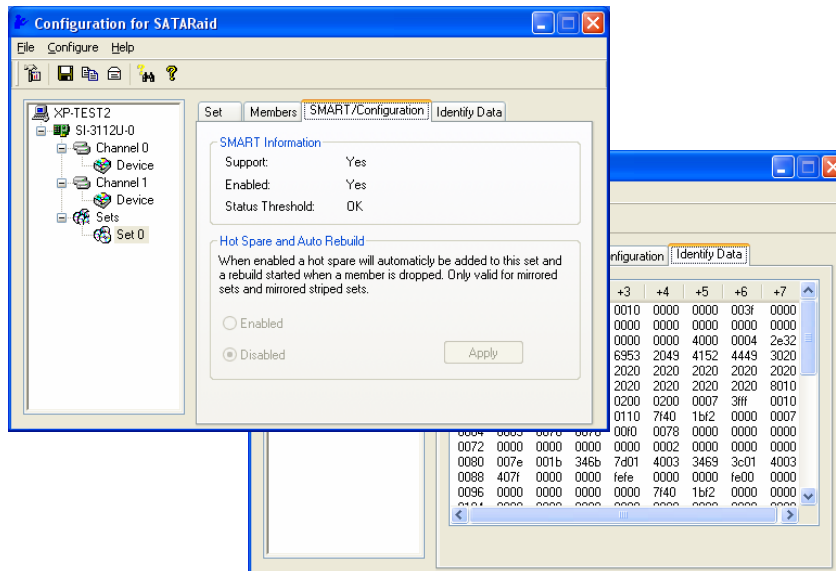 Configuration for SATARaid
File Configure Help
XP-TEST2
SI-3112U-0
Channel 0
Device
Channel 1
Device
Sets
Set 0
Set Members SMART/Configuration Identify Data
SMART Information
Support: Yes
Enabled: Yes
Status Threshold: OK
Hot Spare and Auto Rebuild
When enabled a hot spare will automaticly be added to this set and
a rebuild started when a member is dropped. Only valid for mirrored
sets and mirrored striped sets.
Enabled
Disabled
Apply
nfiguration Identify Data
+3 +4 +5 +6 +7
0010 0000 0000 003f 0000
0000 0000 0000 0000 0000
0000 0000 4000 0004 2e32
6953 2049 4152 4449 3020
2020 2020 2020 2020 2020
2020 2020 2020 2020 8010
0200 0200 0007 3fff 0010
0110 7f40 1bf2 0000 0007
00f0 0078 0000 0000 0000
0072 0000 0000 0000 0000 0002 0000 0000 0000
0080 007e 001b 346b 7d01 4003 3469 3c01 4003
0088 407f 0000 0000 fefe 0000 0000 fe00 0000
0096 0000 0000 0000 0000 7f40 1bf2 0000 0000